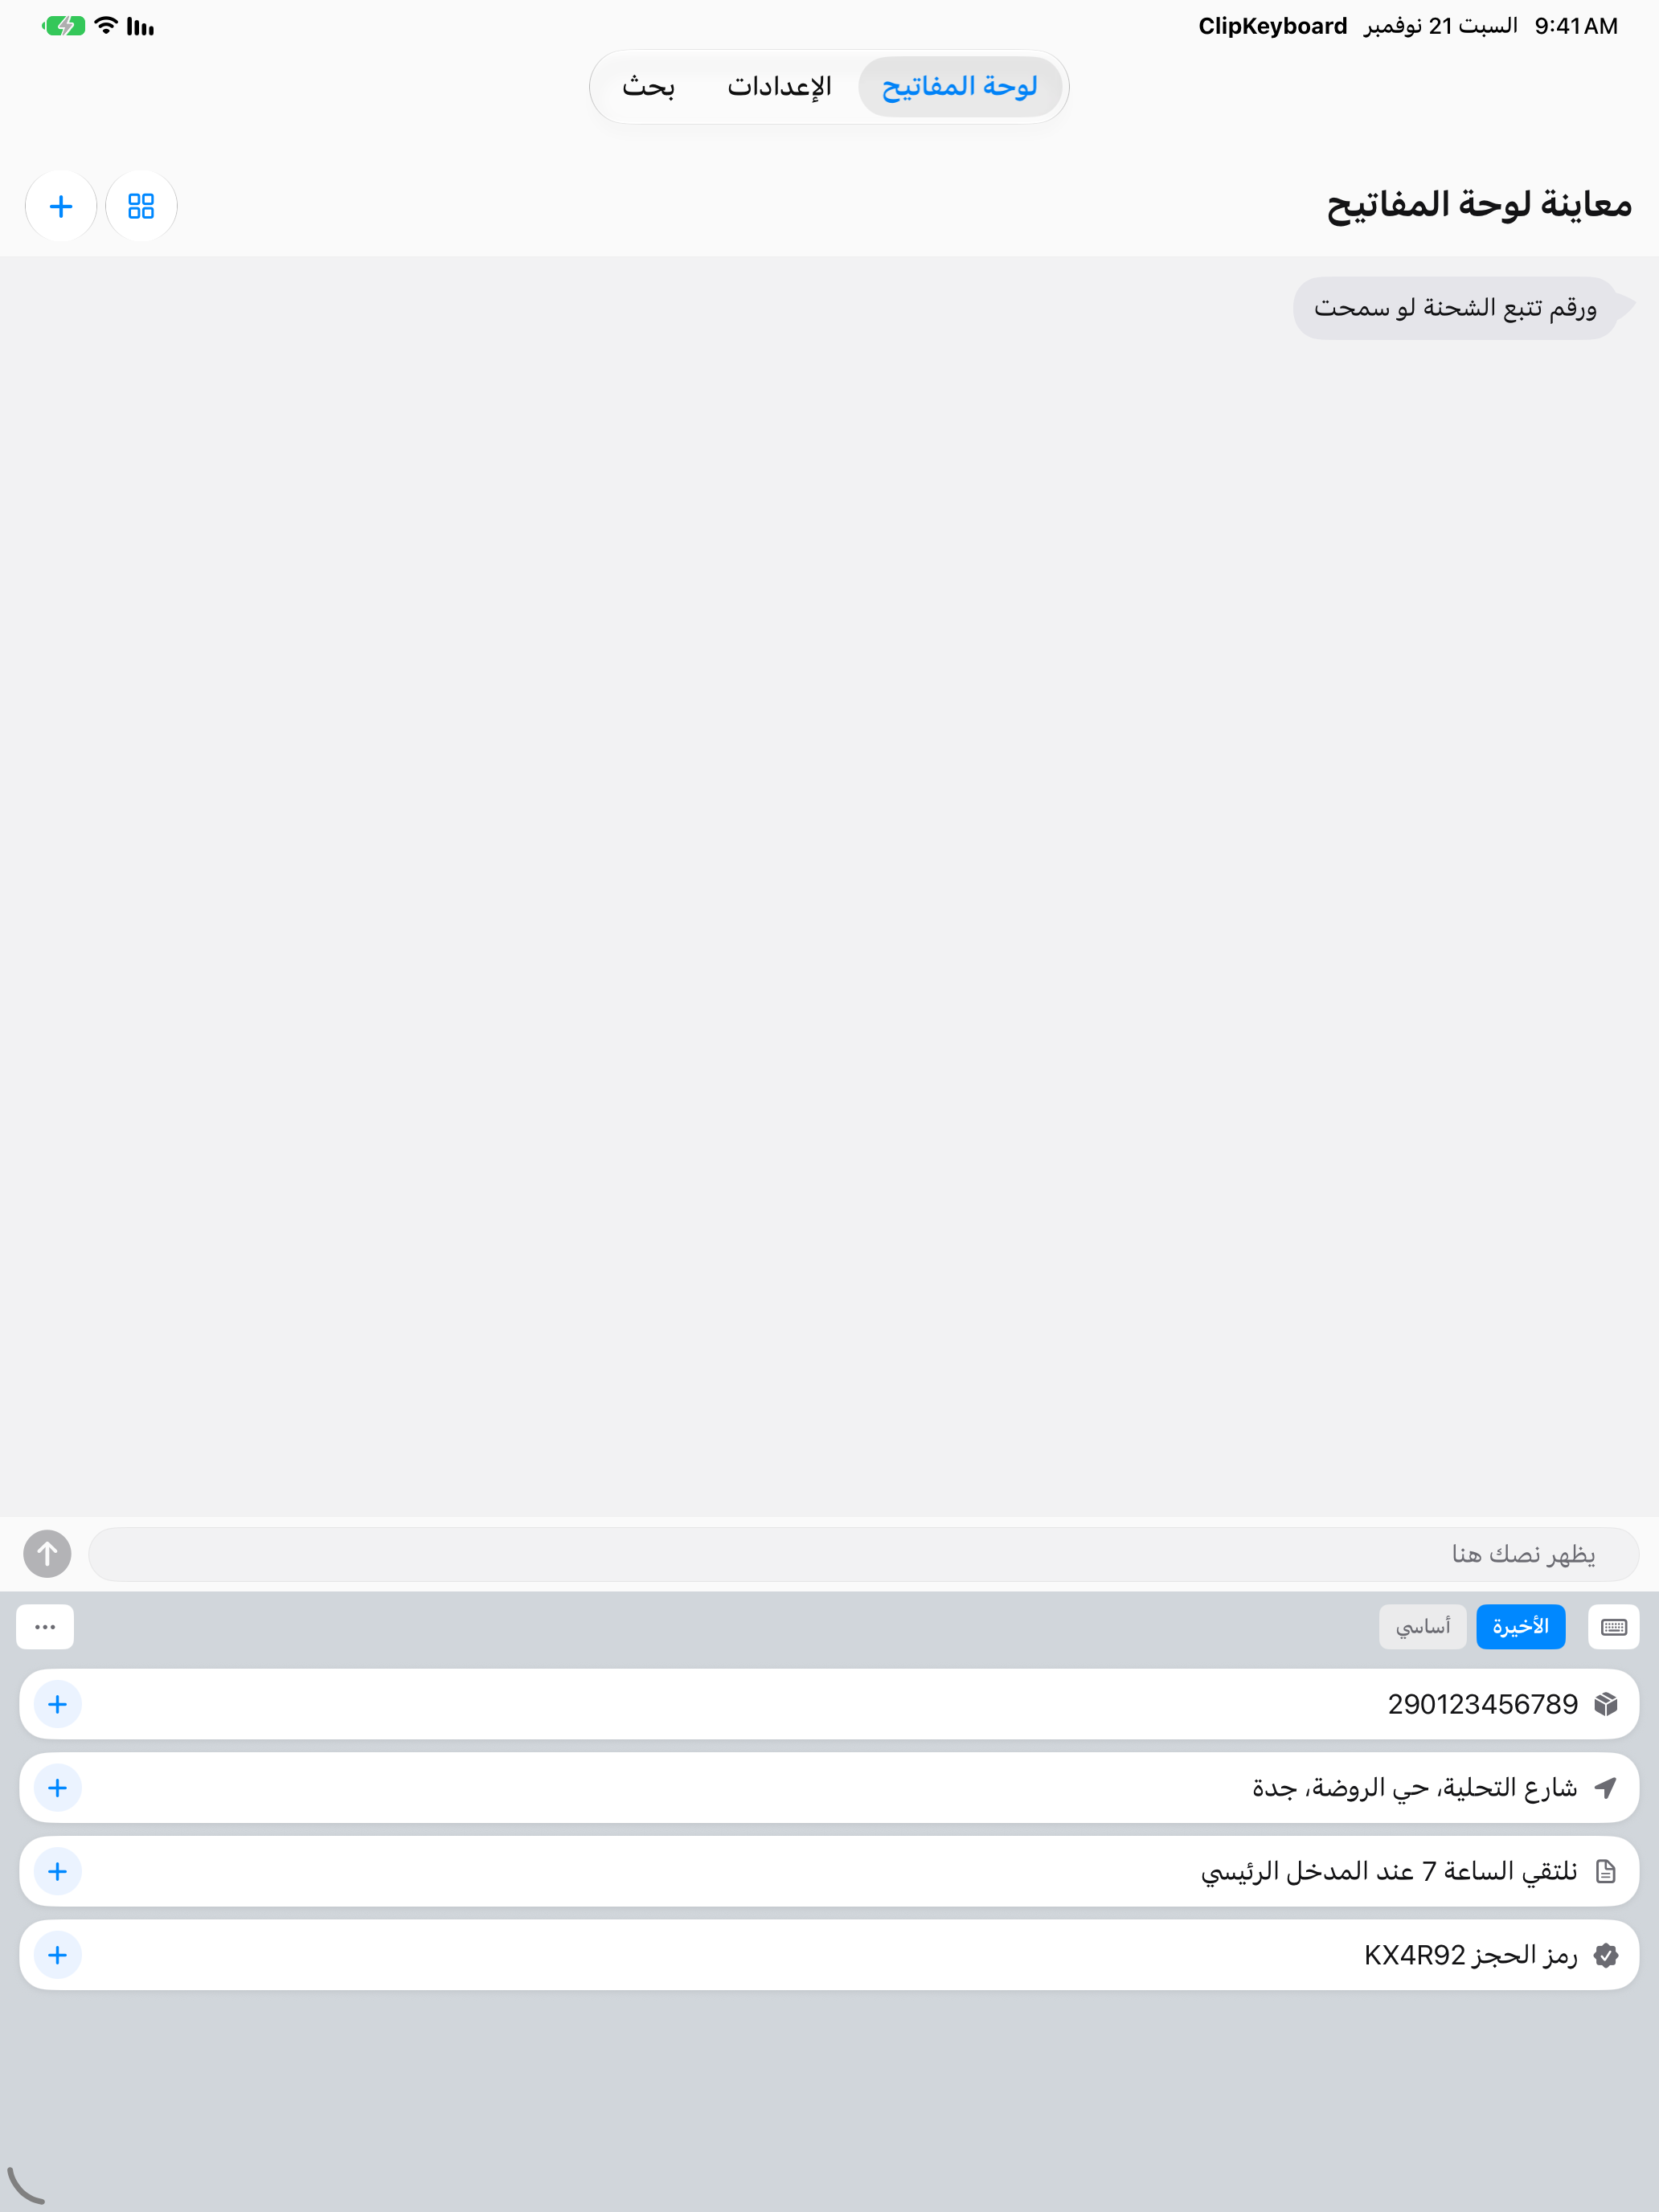 9:41 AM السبت 21 نوفمبر ClipKeyboard
لوحة المفاتيح الإعدادات بحث
معاينة لوحة المفاتيح
ورقم تتبع الشحنة لو سمحت
يظهر نصك هنا
الأخيرة أساسي
290123456789
شارع التحلية، حي الروضة، جدة
نلتقي الساعة 7 عند المدخل الرئيسي
رمز الحجز KX4R92